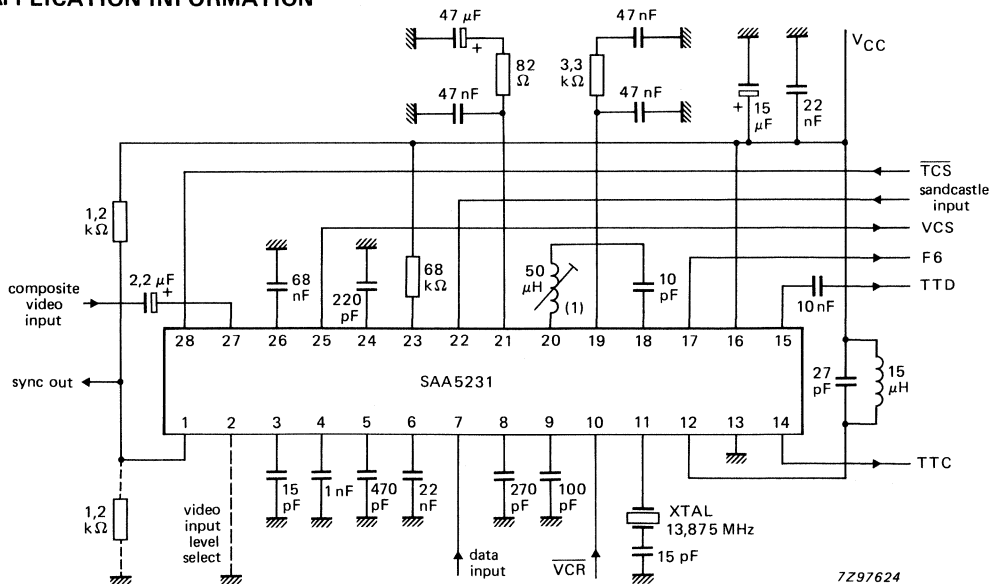 APPLICATION INFORMATION
47 μF
+
82 Ω
47 nF
47 nF
3,3 kΩ
47 nF
+ 15 μF
22 nF
VCC
TCS
sandcastle input
VCS
F6
TTD
10 nF
1,2 kΩ
2,2 μF
+
composite video input
68 nF
220 pF
68 kΩ
50 μH
(1)
10 pF
28 27 26 25 24 23 22 21 20 19 18 17 16 15
SAA5231
sync out
27 pF
15 μH
1 2 3 4 5 6 7 8 9 10 11 12 13 14
TTC
1,2 kΩ
video input level select
15 pF
1 nF
470 pF
22 nF
data input
270 pF
100 pF
VCR
XTAL
13,875 MHz
15 pF
7Z97624